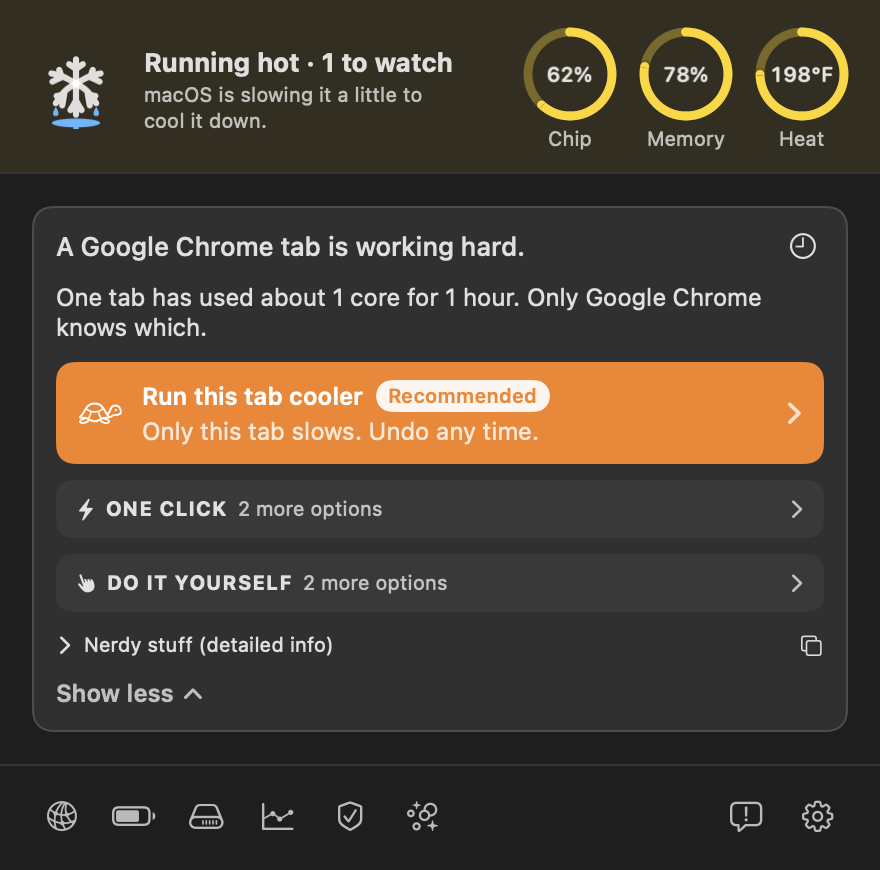 Running hot · 1 to watch
macOS is slowing it a little to
cool it down.
62%
78%
198°F
Chip
Memory
Heat
A Google Chrome tab is working hard.
One tab has used about 1 core for 1 hour. Only Google Chrome
knows which.
Run this tab cooler
Recommended
Only this tab slows. Undo any time.
ONE CLICK 2 more options
DO IT YOURSELF 2 more options
Nerdy stuff (detailed info)
Show less